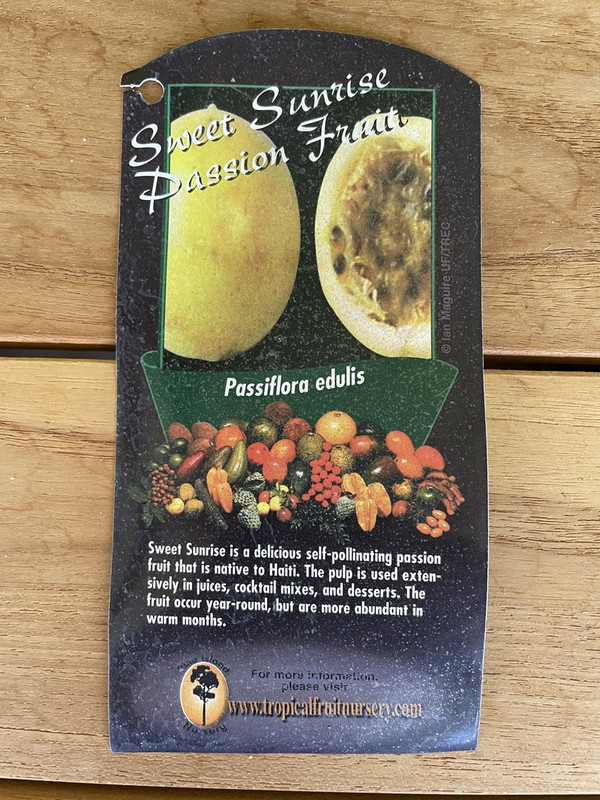 Sweet Sunrise
Passion Fruit
© Ian Maguire UF/TREC
Passiflora edulis
Sweet Sunrise is a delicious self-pollinating passion
fruit that is native to Haiti. The pulp is used exten-
sively in juices, cocktail mixes, and desserts. The
fruit occur year-round, but are more abundant in
warm months.
For more information,
please visit
www.tropicalfruitnursery.com